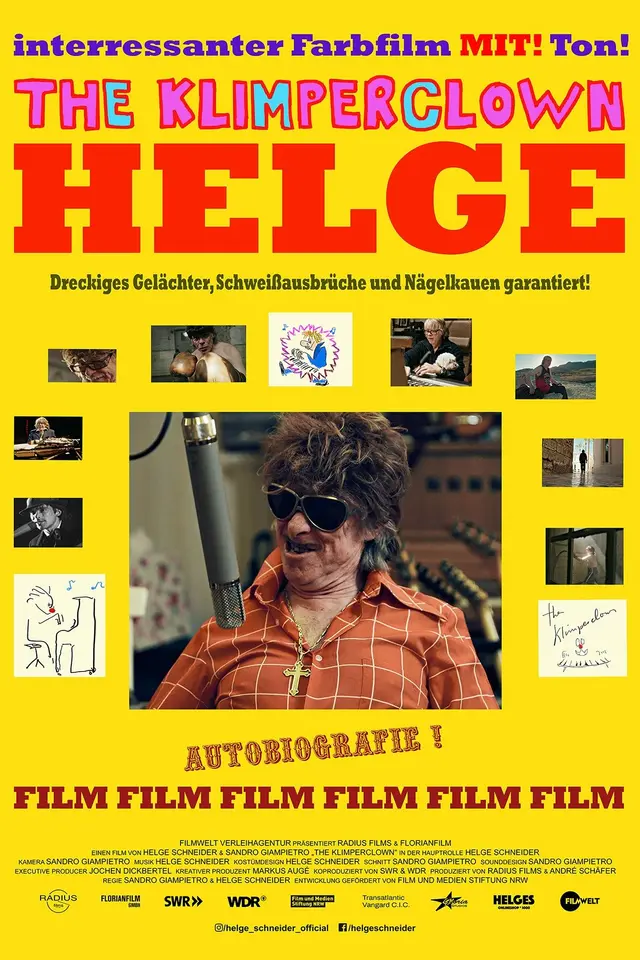 interressanter Farbfilm MIT! Ton!
THE KLIMPERCLOWN
HELGE
Dreckiges Gelächter, Schweißausbrüche und Nägelkauen garantiert!
the
Klimperclown
AUTOBIOGRAFIE !
FILM FILM FILM FILM FILM FILM
FILMWELT VERLEIHAGENTUR PRÄSENTIERT RADIUS FILMS & FLORIANFILM
EINEN FILM VON HELGE SCHNEIDER & SANDRO GIAMPIETRO „THE KLIMPERCLOWN" IN DER HAUPTROLLE HELGE SCHNEIDER
KAMERA SANDRO GIAMPIETRO MUSIK HELGE SCHNEIDER KOSTÜMDESIGN HELGE SCHNEIDER SCHNITT SANDRO GIAMPIETRO SOUNDDESIGN SANDRO GIAMPIETRO
EXECUTIVE PRODUCER JOCHEN DICKBERTEL KREATIVER PRODUZENT MARKUS AUGÉ KOPRODUZIERT VON SWR & WDR PRODUZIERT VON RADIUS FILMS & ANDRÉ SCHÄFER
REGIE SANDRO GIAMPIETRO & HELGE SCHNEIDER ENTWICKLUNG GEFÖRDERT VON FILM UND MEDIEN STIFTUNG NRW
RADIUS films FLORIANFILM GMBH SWR WDR Film und Medien Stiftung NRW Transatlantic Vangard C.I.C. HELGES FILMWELT
/helge_schneider_official /helgeschneider